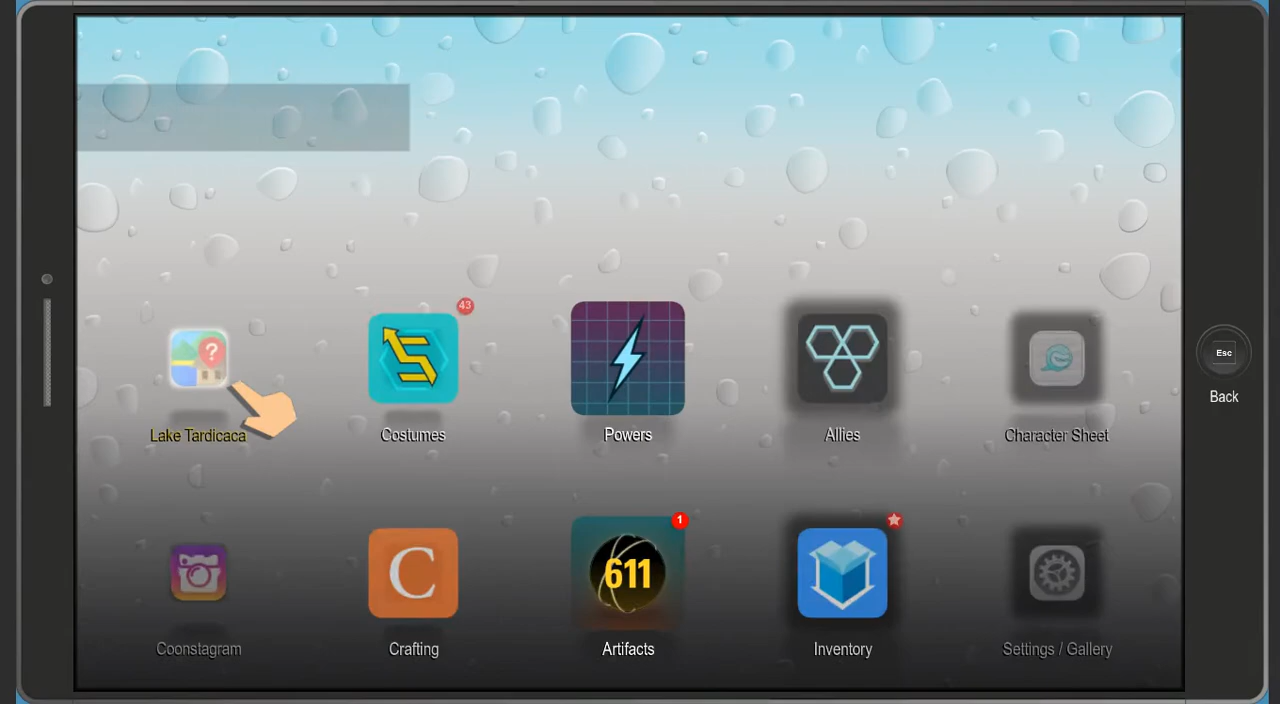 43
Lake Tardicaca
Costumes
Powers
Allies
Character Sheet
Esc
Back
1
C
611
Coonstagram
Crafting
Artifacts
Inventory
Settings / Gallery